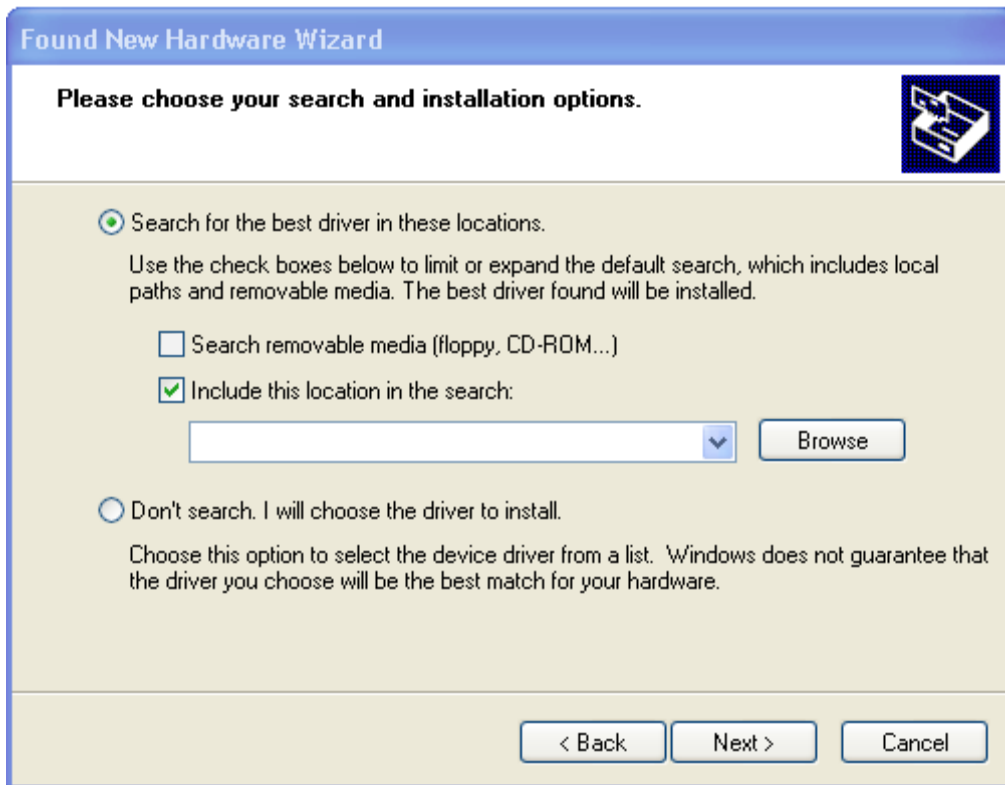 Found New Hardware Wizard
Please choose your search and installation options.
Search for the best driver in these locations.
Use the check boxes below to limit or expand the default search, which includes local
paths and removable media. The best driver found will be installed.
Search removable media (floppy, CD-ROM...)
Include this location in the search:
Browse
Don't search. I will choose the driver to install.
Choose this option to select the device driver from a list.  Windows does not guarantee that
the driver you choose will be the best match for your hardware.
< Back Next > Cancel